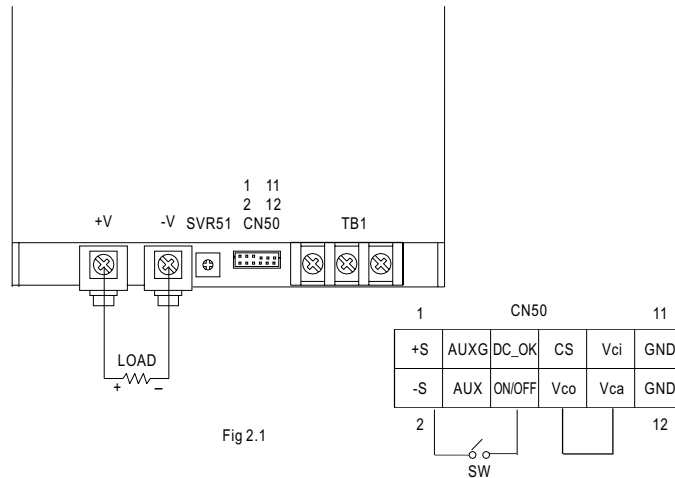 1 11
2 12
+V -V SVR51 CN50 TB1
LOAD
+ –
1 CN50 11
+S AUXG DC_OK CS Vci GND
-S AUX ON/OFF Vco Vca GND
2 12
SW
Fig 2.1